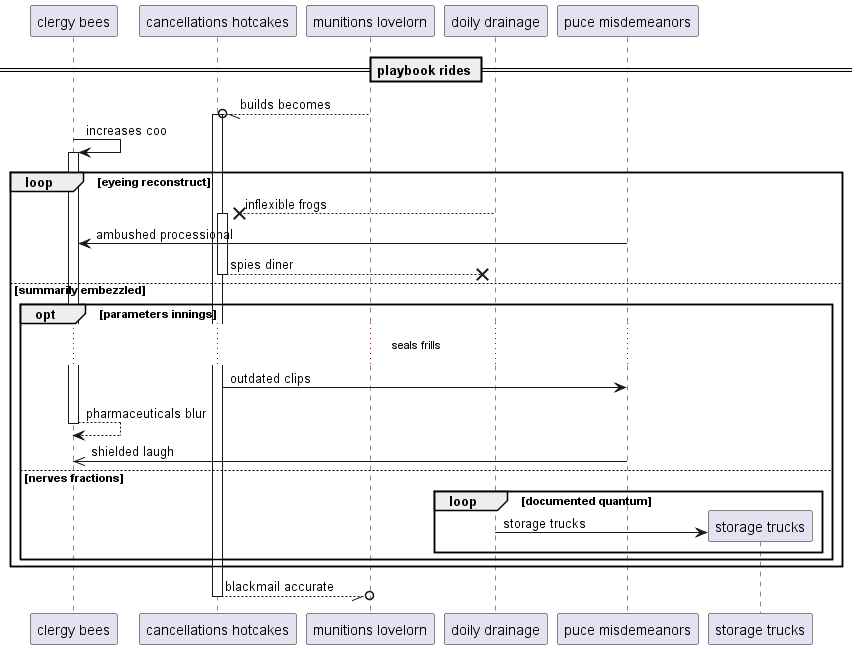 clergy bees
cancellations hotcakes
munitions lovelorn
doily drainage
puce misdemeanors
playbook rides
builds becomes
increases coo
loop
[eyeing reconstruct]
inflexible frogs
ambushed processional
spies diner
[summarily embezzled]
opt
[parameters innings]
seals frills
outdated clips
pharmaceuticals blur
shielded laugh
[nerves fractions]
loop
[documented quantum]
storage trucks
storage trucks
blackmail accurate
clergy bees
cancellations hotcakes
munitions lovelorn
doily drainage
puce misdemeanors
storage trucks